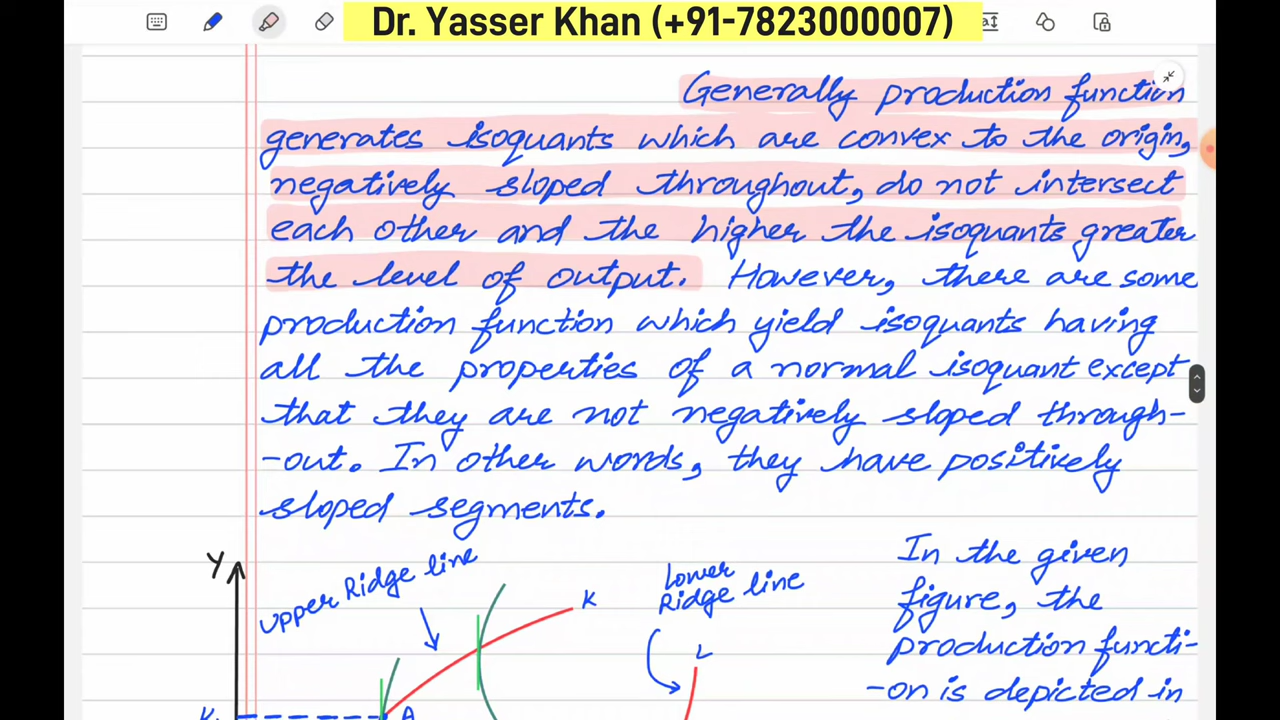 Dr. Yasser Khan (+91-7823000007)
Generally production function
generates isoquants which are convex to the origin,
negatively sloped throughout, do not intersect
each other and the higher the isoquants greater
the level of output. However, there are some
production function which yield isoquants having
all the properties of a normal isoquant except
that they are not negatively sloped through-
-out. In other words, they have positively
sloped segments.
Y
Upper Ridge line
K
Lower
Ridge line
L
A
In the given
figure, the
production functi-
-on is depicted in